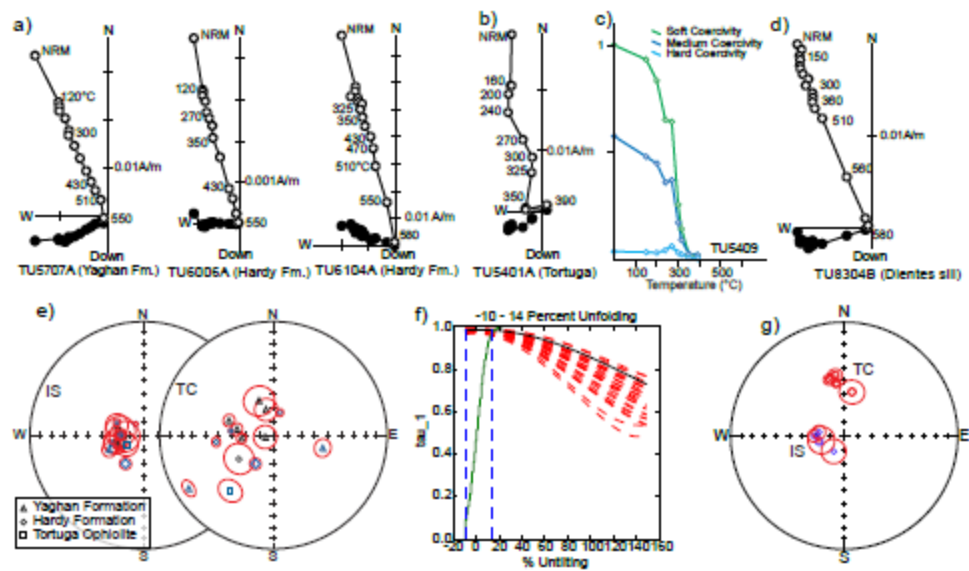 a)
NRM
120°C
300
430
510
550
0.01A/m
N
W
Down
TU5707A (Yaghan Fm.)
NRM
120
270
350
430
550
0.001A/m
N
Down
TU6006A (Hardy Fm.)
NRM
325
350
430
470
510°C
550
580
0.01 A/m
N
Down
TU6104A (Hardy Fm.)
b)
NRM
160
200
240
270
300
325
350
390
0.01A/m
N
W
Down
TU5401A (Tortuga)
c)
Soft Coercivity
Medium Coercivity
Hard Coercivity
1
TU5409
0 100 300 500
Temperature (°C)
d)
NRM
150
300
360
510
560
580
0.01A/m
N
W
Down
TU8304B (Dientes sill)
e)
N
IS
W
S
N
TC
E
S
Yaghan Formation
Hardy Formation
Tortuga Ophiolite
f)
-10 - 14 Percent Unfolding
tau_1
1.0
0.8
0.6
0.4
0.2
0.0
-20 0 20 40 60 80 100 120 140 160
% Untilting
g)
N
TC
W
E
IS
S